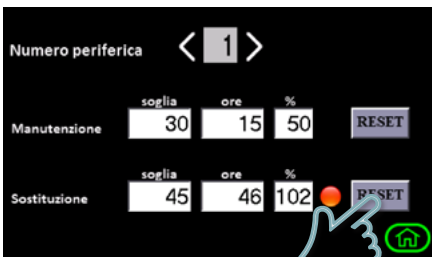 Numero periferica < 1 >
soglia ore %
Manutenzione 30 15 50 RESET
soglia ore %
Sostituzione 45 46 102 RESET